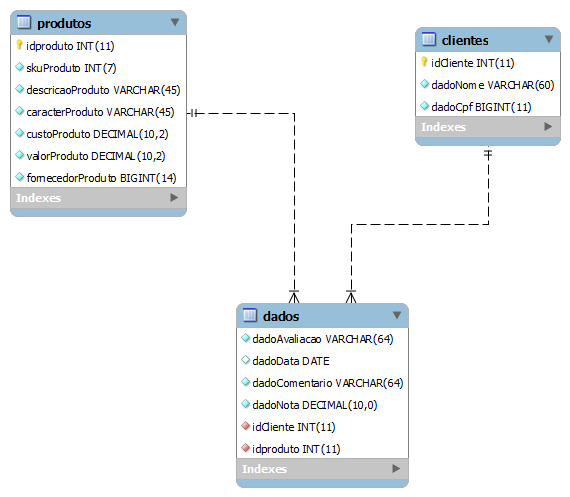 produtos
idproduto INT(11)
skuProduto INT(7)
descricaoProduto VARCHAR(45)
caracterProduto VARCHAR(45)
custoProduto DECIMAL(10,2)
valorProduto DECIMAL(10,2)
fornecedorProduto BIGINT(14)
Indexes
clientes
idCliente INT(11)
dadoNome VARCHAR(60)
dadoCpf BIGINT(11)
Indexes
dados
dadoAvaliacao VARCHAR(64)
dadoData DATE
dadoComentario VARCHAR(64)
dadoNota DECIMAL(10,0)
idCliente INT(11)
idproduto INT(11)
Indexes